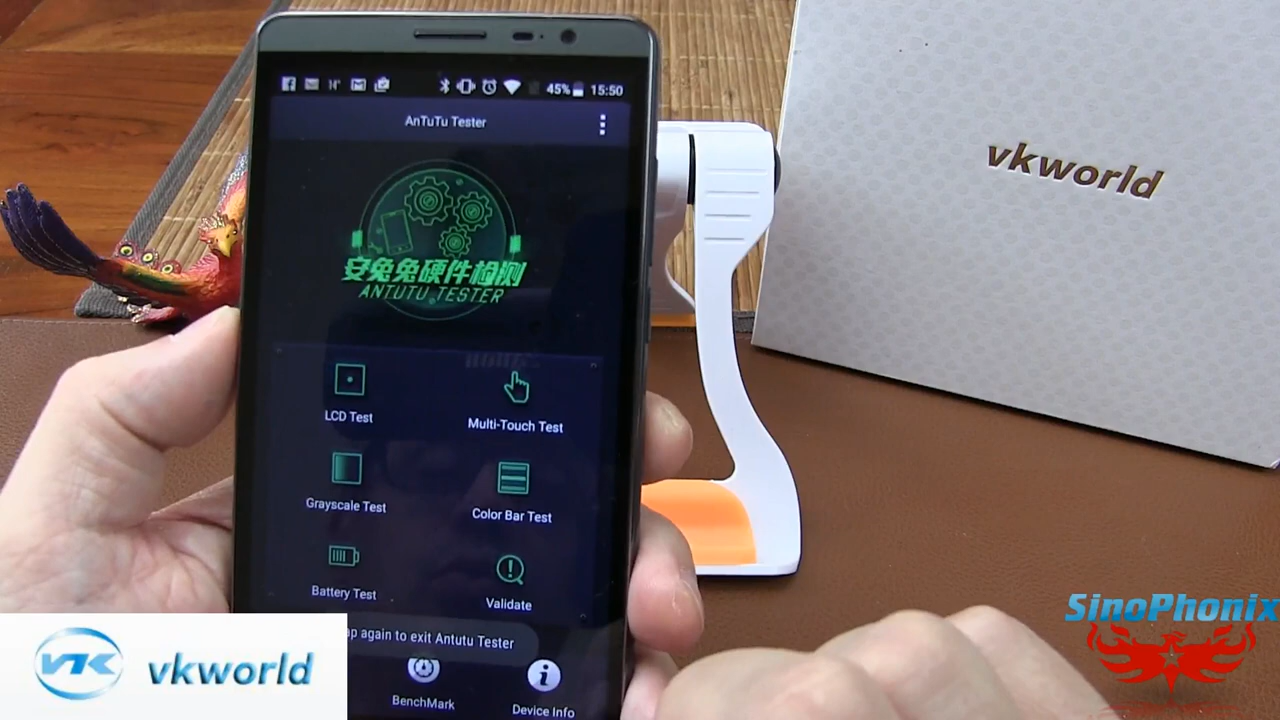 45% 15:50
AnTuTu Tester
安兔兔硬件检测
ANTUTU TESTER
LCD Test
Multi-Touch Test
Grayscale Test
Color Bar Test
Battery Test
Validate
ap again to exit Antutu Tester
BenchMark
Device Info
vkworld
VK vkworld
SinoPhonix